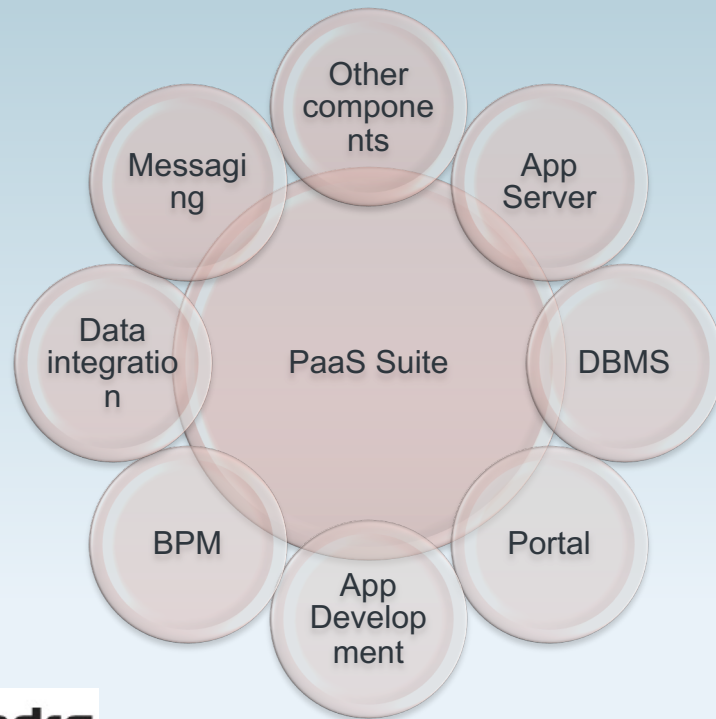 Other
compone
nts
App
Server
DBMS
Portal
App
Develop
ment
BPM
Data
integratio
n
Messagi
ng
PaaS Suite